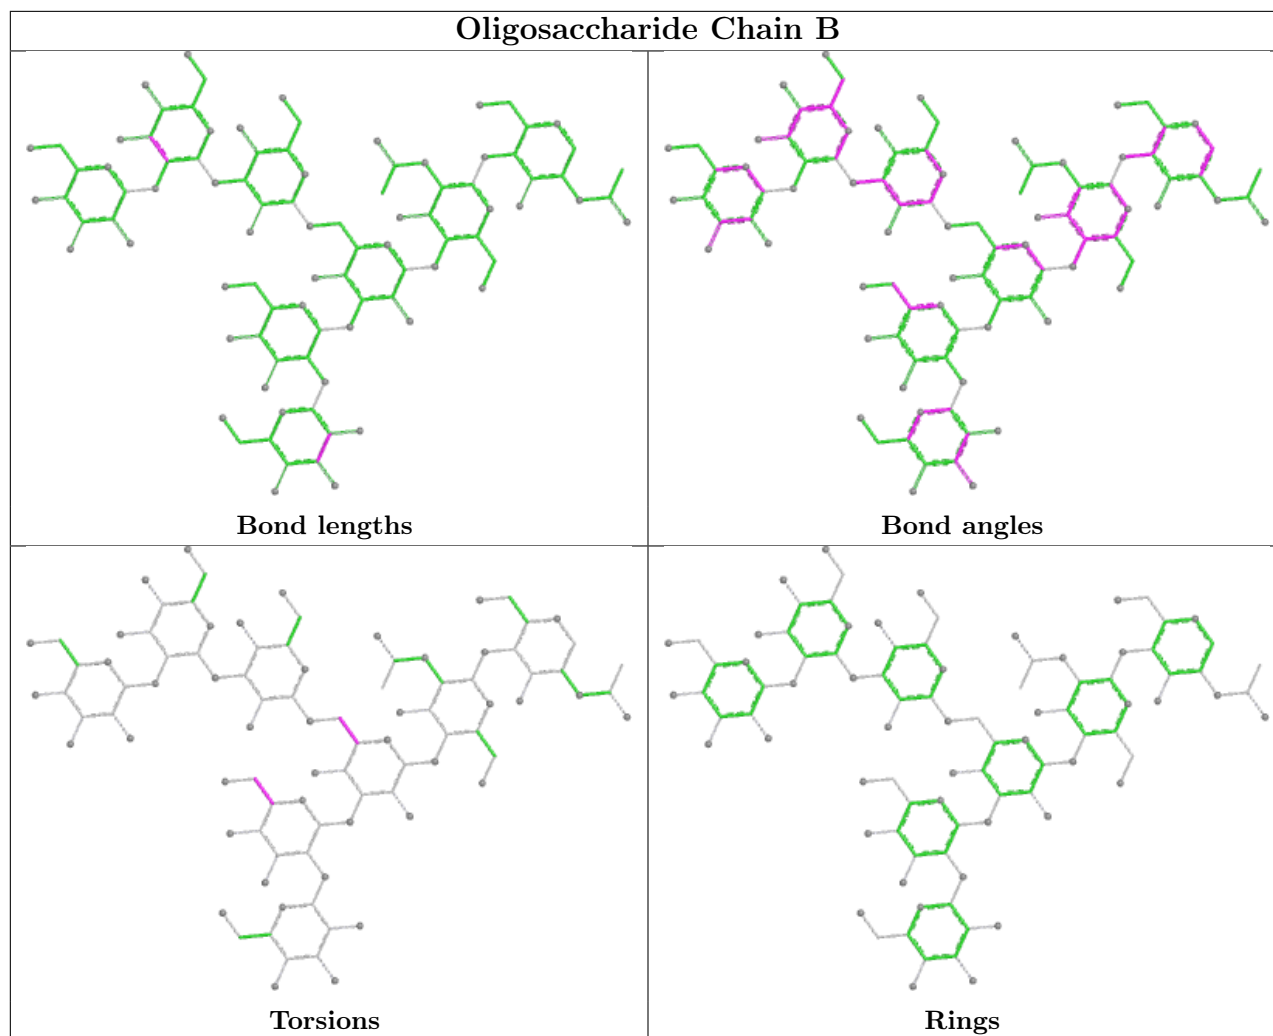 Oligosaccharide Chain B
Bond lengths
Bond angles
Torsions
Rings